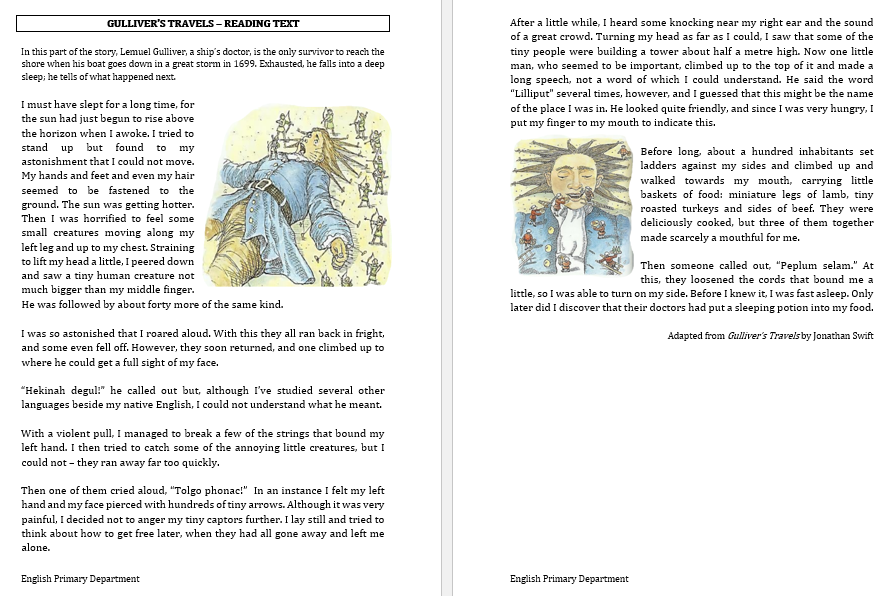 GULLIVER'S TRAVELS – READING TEXT
In this part of the story, Lemuel Gulliver, a ship's doctor, is the only survivor to reach the
shore when his boat goes down in a great storm in 1699. Exhausted, he falls into a deep
sleep; he tells of what happened next.
I must have slept for a long time, for
the sun had just begun to rise above
the horizon when I awoke. I tried to
stand up but found to my
astonishment that I could not move.
My hands and feet and even my hair
seemed to be fastened to the
ground. The sun was getting hotter.
Then I was horrified to feel some
small creatures moving along my
left leg and up to my chest. Straining
to lift my head a little, I peered down
and saw a tiny human creature not
much bigger than my middle finger.
He was followed by about forty more of the same kind.
I was so astonished that I roared aloud. With this they all ran back in fright,
and some even fell off. However, they soon returned, and one climbed up to
where he could get a full sight of my face.
"Hekinah degul!" he called out but, although I've studied several other
languages beside my native English, I could not understand what he meant.
With a violent pull, I managed to break a few of the strings that bound my
left hand. I then tried to catch some of the annoying little creatures, but I
could not – they ran away far too quickly.
Then one of them cried aloud, "Tolgo phonac!" In an instance I felt my left
hand and my face pierced with hundreds of tiny arrows. Although it was very
painful, I decided not to anger my tiny captors further. I lay still and tried to
think about how to get free later, when they had all gone away and left me
alone.
English Primary Department
After a little while, I heard some knocking near my right ear and the sound
of a great crowd. Turning my head as far as I could, I saw that some of the
tiny people were building a tower about half a metre high. Now one little
man, who seemed to be important, climbed up to the top of it and made a
long speech, not a word of which I could understand. He said the word
"Lilliput" several times, however, and I guessed that this might be the name
of the place I was in. He looked quite friendly, and since I was very hungry, I
put my finger to my mouth to indicate this.
Before long, about a hundred inhabitants set
ladders against my sides and climbed up and
walked towards my mouth, carrying little
baskets of food: miniature legs of lamb, tiny
roasted turkeys and sides of beef. They were
deliciously cooked, but three of them together
made scarcely a mouthful for me.
Then someone called out, "Peplum selam." At
this, they loosened the cords that bound me a
little, so I was able to turn on my side. Before I knew it, I was fast asleep. Only
later did I discover that their doctors had put a sleeping potion into my food.
Adapted from Gulliver's Travels by Jonathan Swift
English Primary Department